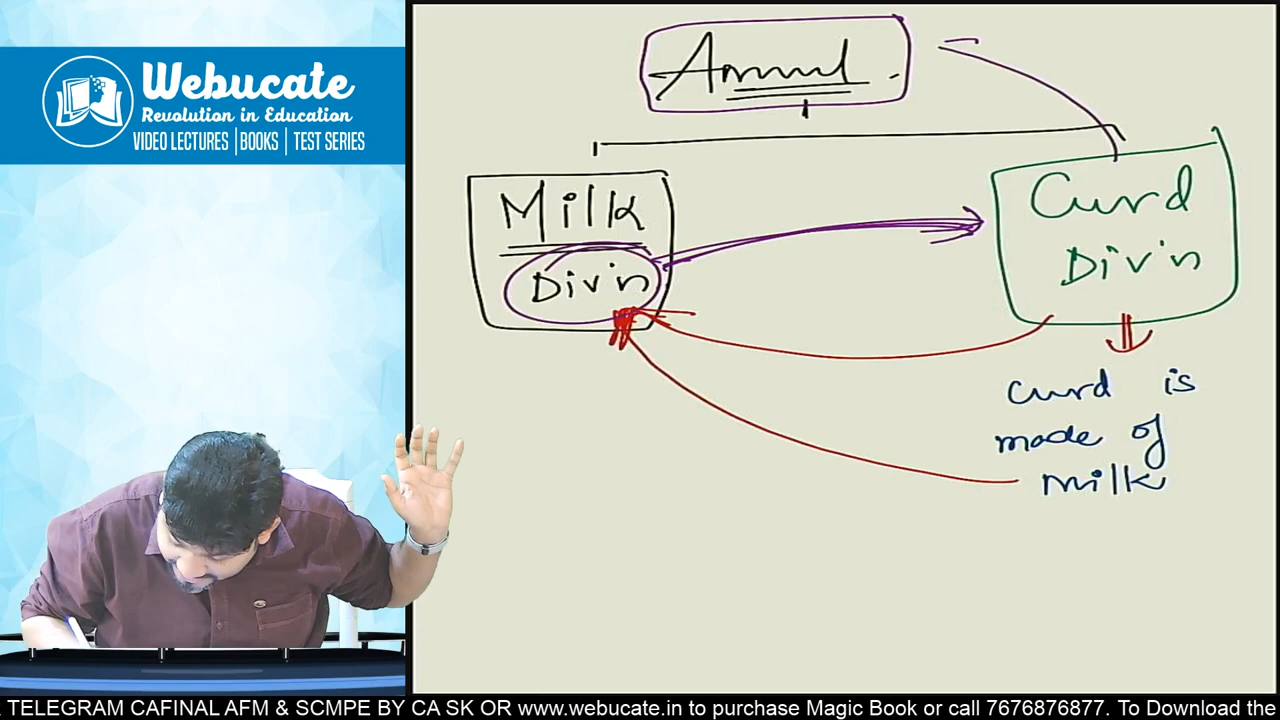 Webucate
Revolution in Education
VIDEO LECTURES | BOOKS | TEST SERIES
Amul.
Milk
Div'n
Curd
Div'n
Curd is
made of
milk
TELEGRAM CAFINAL AFM & SCMPE BY CA SK OR www.webucate.in to purchase Magic Book or call 7676876877. To Download the